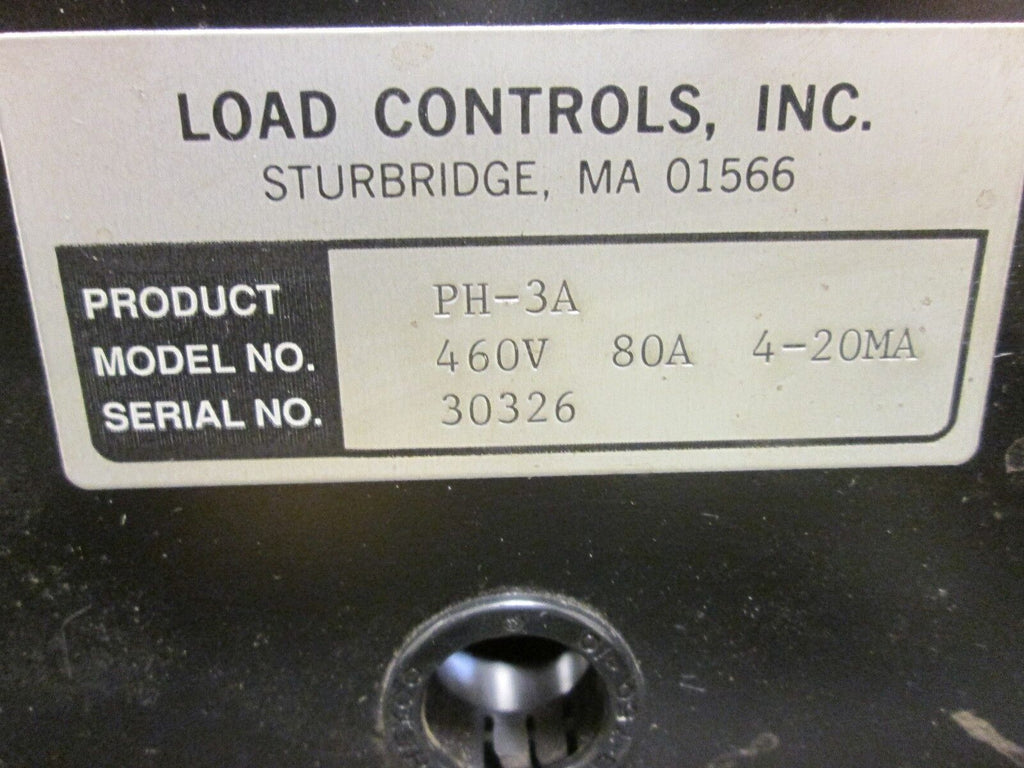 LOAD CONTROLS, INC.
STURBRIDGE, MA 01566
PRODUCT PH-3A
MODEL NO. 460V 80A 4-20MA
SERIAL NO. 30326